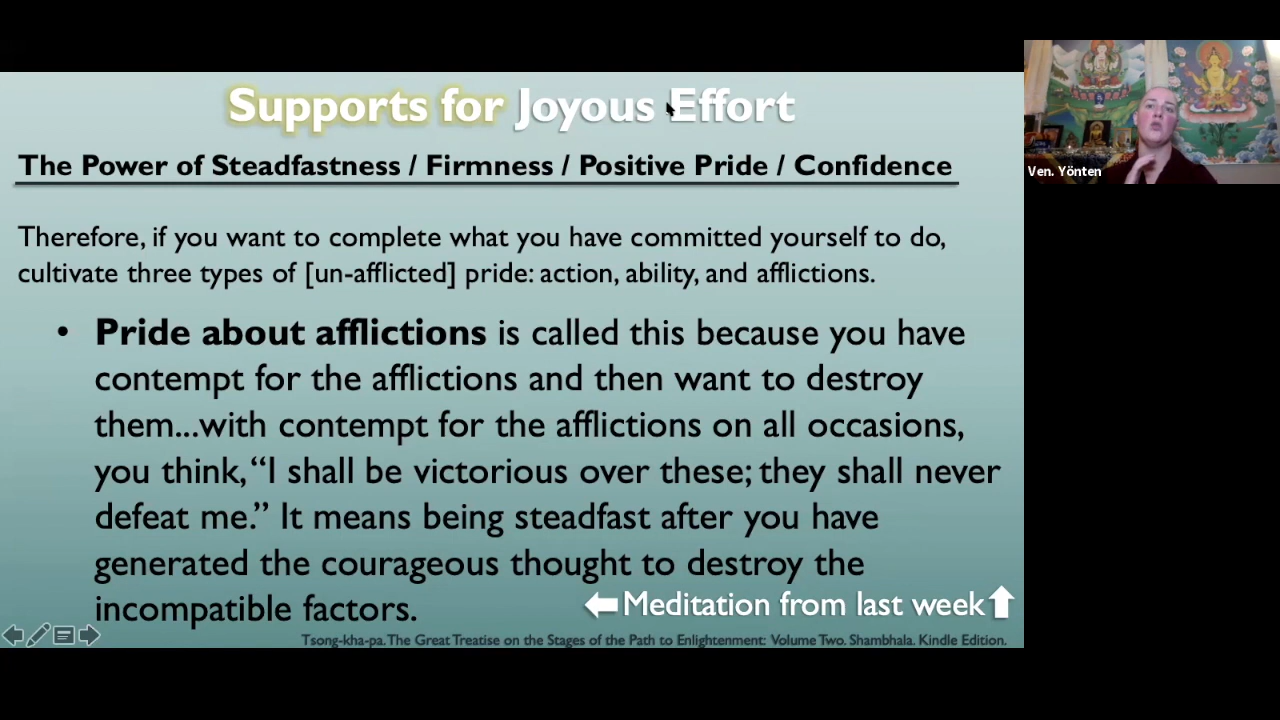 Supports for Joyous Effort
The Power of Steadfastness / Firmness / Positive Pride / Confidence
Therefore, if you want to complete what you have committed yourself to do,
cultivate three types of [un-afflicted] pride: action, ability, and afflictions.
• Pride about afflictions is called this because you have
contempt for the afflictions and then want to destroy
them...with contempt for the afflictions on all occasions,
you think, “I shall be victorious over these; they shall never
defeat me.” It means being steadfast after you have
generated the courageous thought to destroy the
incompatible factors.
Meditation from last week
Tsong-kha-pa. The Great Treatise on the Stages of the Path to Enlightenment: Volume Two. Shambhala. Kindle Edition.
Ven. Yönten